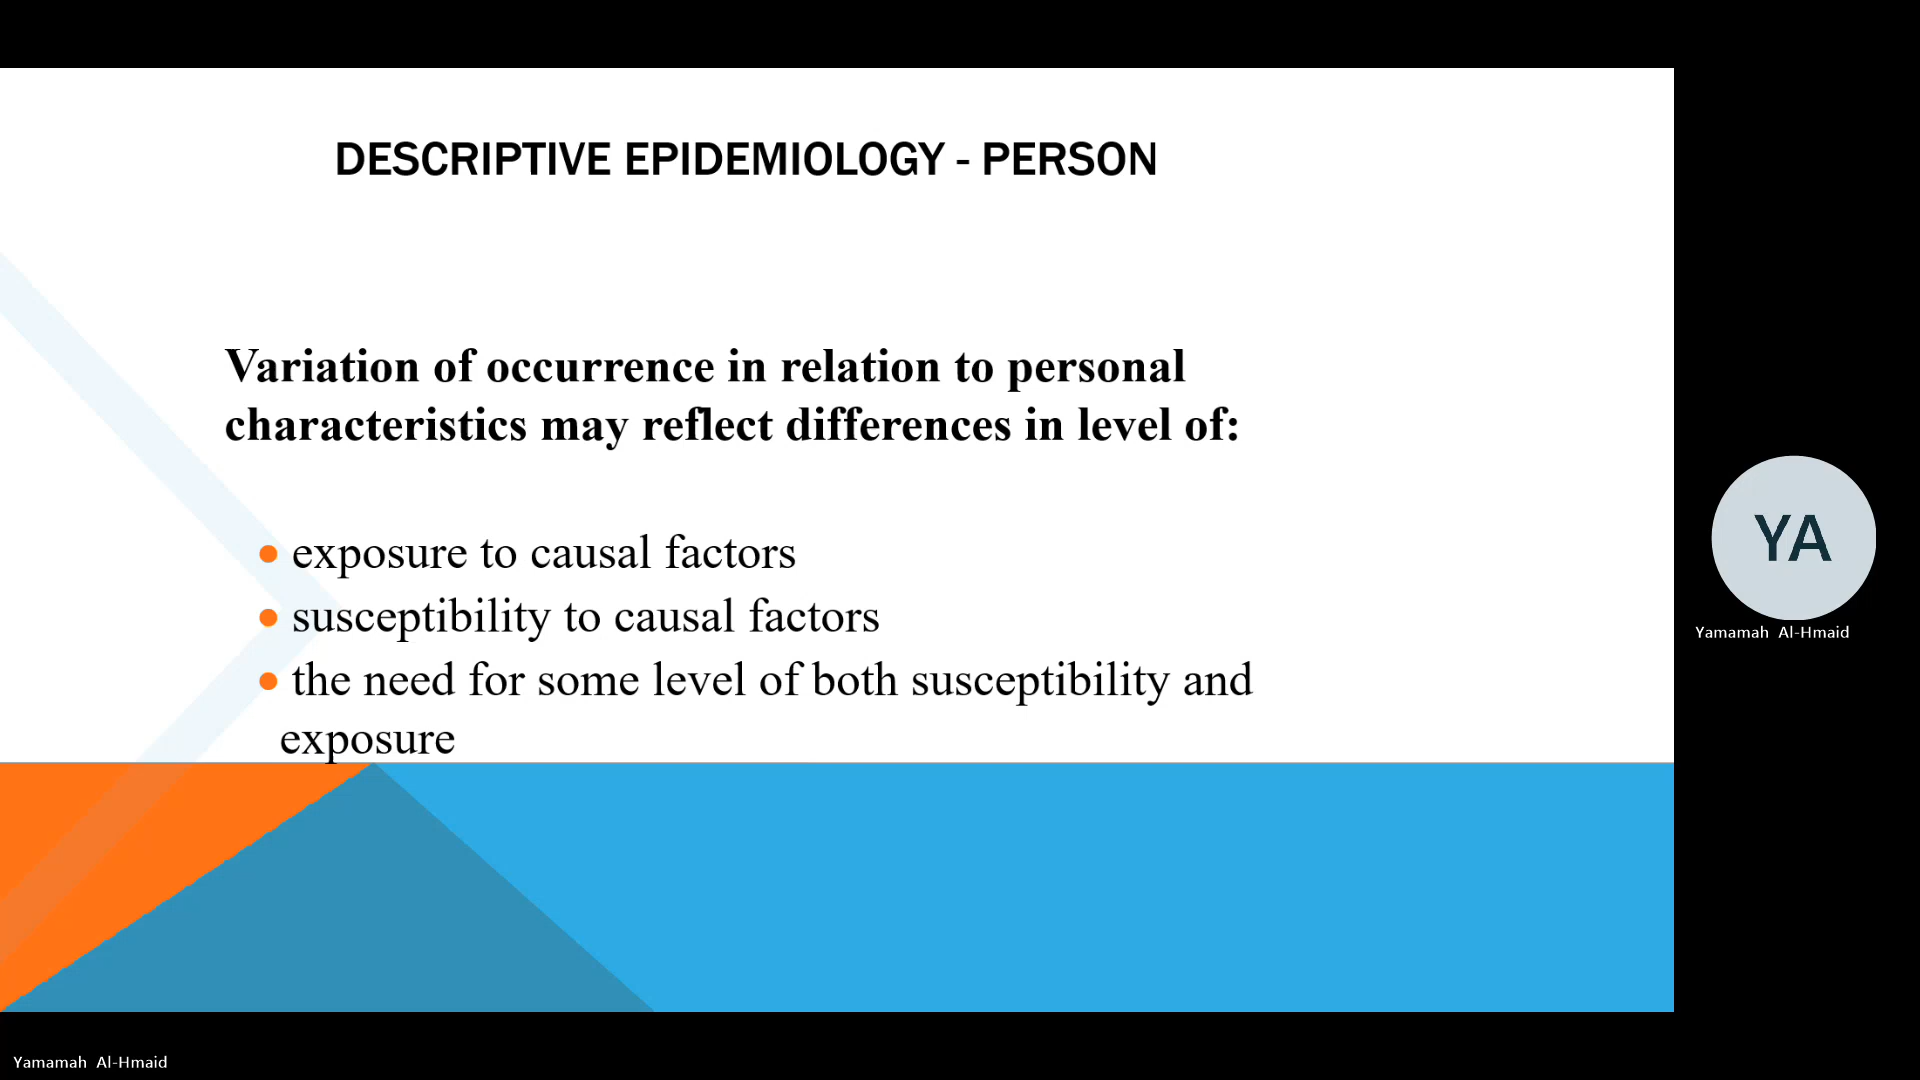 DESCRIPTIVE EPIDEMIOLOGY - PERSON
Variation of occurrence in relation to personal
characteristics may reflect differences in level of:
• exposure to causal factors
• susceptibility to causal factors
• the need for some level of both susceptibility and
exposure
YA
Yamamah Al-Hmaid
Yamamah Al-Hmaid